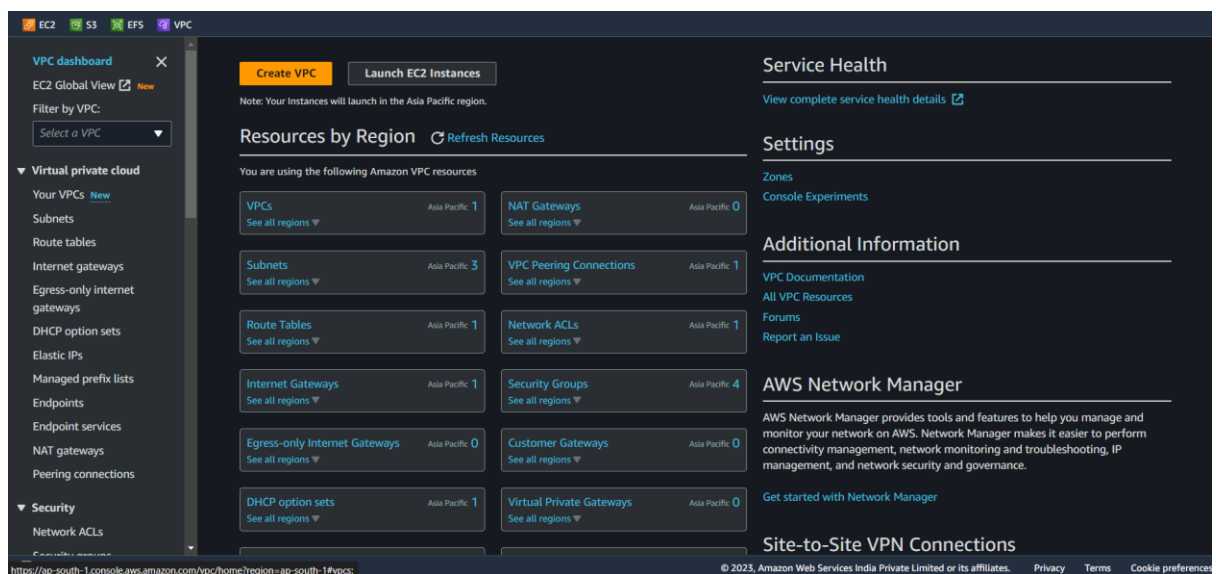 EC2 S3 EFS VPC
VPC dashboard
EC2 Global View New
Filter by VPC:
Select a VPC
Virtual private cloud
Your VPCs New
Subnets
Route tables
Internet gateways
Egress-only internet
gateways
DHCP option sets
Elastic IPs
Managed prefix lists
Endpoints
Endpoint services
NAT gateways
Peering connections
Security
Network ACLs
Security groups
Create VPC
Launch EC2 Instances
Note: Your Instances will launch in the Asia Pacific region.
Resources by Region Refresh Resources
You are using the following Amazon VPC resources
VPCs Asia Pacific 1
See all regions
NAT Gateways Asia Pacific 0
See all regions
Subnets Asia Pacific 3
See all regions
VPC Peering Connections Asia Pacific 1
See all regions
Route Tables Asia Pacific 1
See all regions
Network ACLs Asia Pacific 1
See all regions
Internet Gateways Asia Pacific 1
See all regions
Security Groups Asia Pacific 4
See all regions
Egress-only Internet Gateways Asia Pacific 0
See all regions
Customer Gateways Asia Pacific 0
See all regions
DHCP option sets Asia Pacific 1
See all regions
Virtual Private Gateways Asia Pacific 0
See all regions
Service Health
View complete service health details
Settings
Zones
Console Experiments
Additional Information
VPC Documentation
All VPC Resources
Forums
Report an Issue
AWS Network Manager
AWS Network Manager provides tools and features to help you manage and
monitor your network on AWS. Network Manager makes it easier to perform
connectivity management, network monitoring and troubleshooting, IP
management, and network security and governance.
Get started with Network Manager
Site-to-Site VPN Connections
https://ap-south-1.console.aws.amazon.com/vpc/home?region=ap-south-1#vpcs:
© 2023, Amazon Web Services India Private Limited or its affiliates. Privacy Terms Cookie preferences